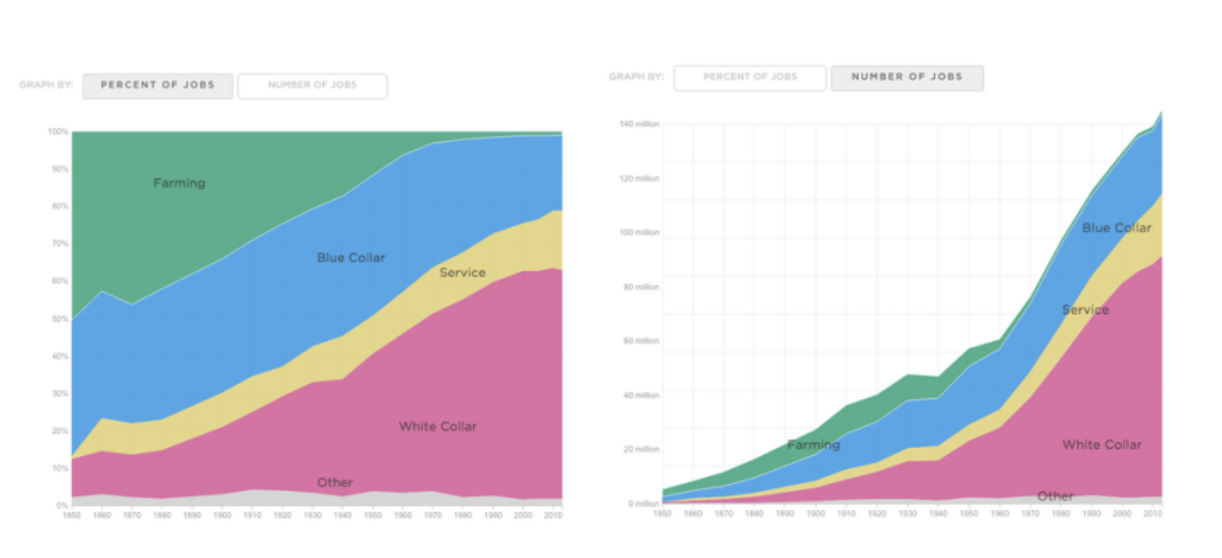 GRAPH BY: PERCENT OF JOBS NUMBER OF JOBS
100%
90%
Farming
80%
70%
Blue Collar
Service
60%
50%
40%
30%
White Collar
20%
10%
Other
0%
1850 1860 1870 1880 1890 1900 1910 1920 1930 1940 1950 1960 1970 1980 1990 2000 2010
GRAPH BY: PERCENT OF JOBS NUMBER OF JOBS
140 million
120 million
100 million
Blue Collar
80 million
Service
60 million
40 million
Farming
White Collar
20 million
Other
0 million
1850 1860 1870 1880 1890 1900 1910 1920 1930 1940 1950 1960 1970 1980 1990 2000 2010